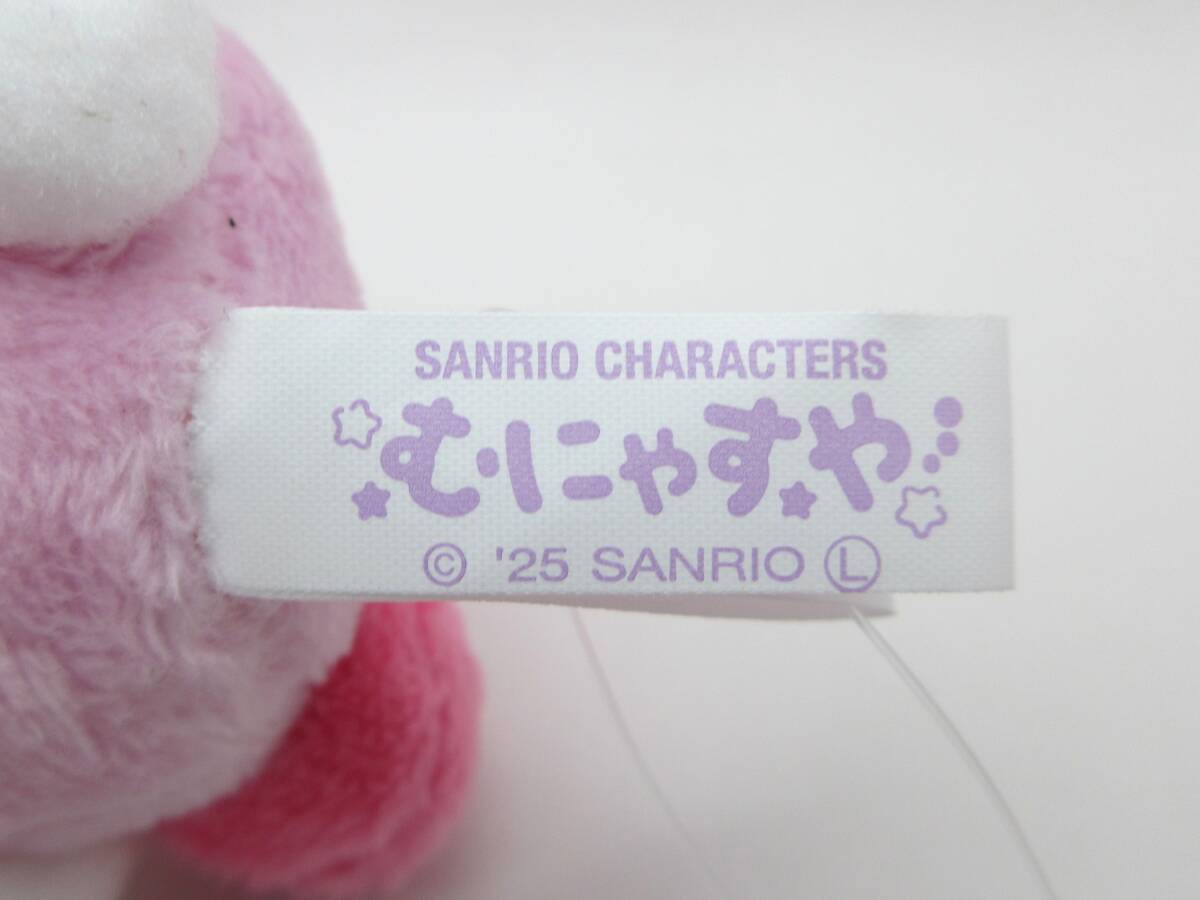 SANRIO CHARACTERS
むにゃすや
© '25 SANRIO Ⓛ